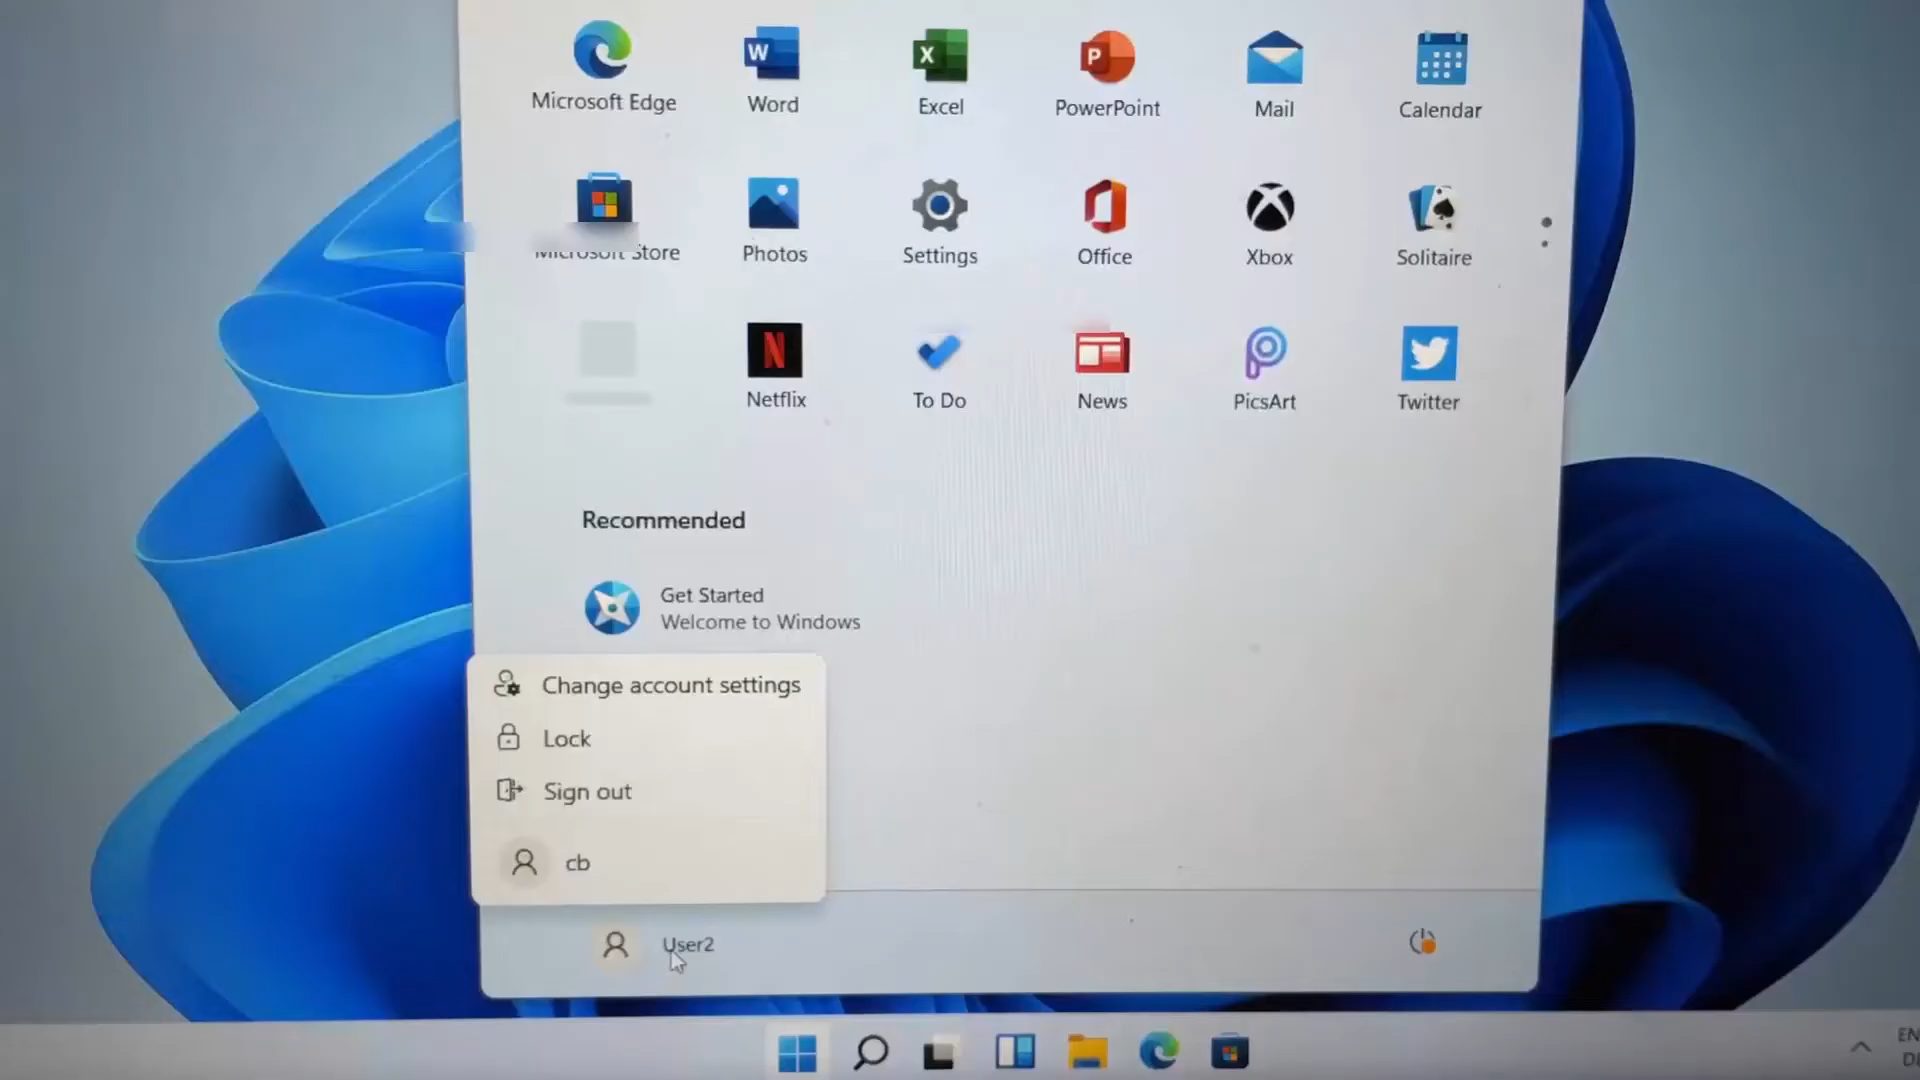 Microsoft Edge
Word
Excel
PowerPoint
Mail
Calendar
Microsoft Store
Photos
Settings
Office
Xbox
Solitaire
Netflix
To Do
News
PicsArt
Twitter
Recommended
Get Started
Welcome to Windows
Change account settings
Lock
Sign out
cb
User2
EN